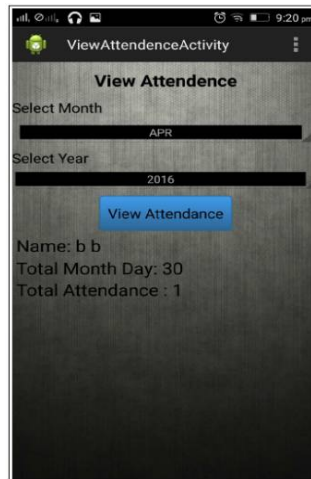 9:20 pm
ViewAttendenceActivity
View Attendence
Select Month
APR
Select Year
2016
View Attendance
Name: b b
Total Month Day: 30
Total Attendance : 1